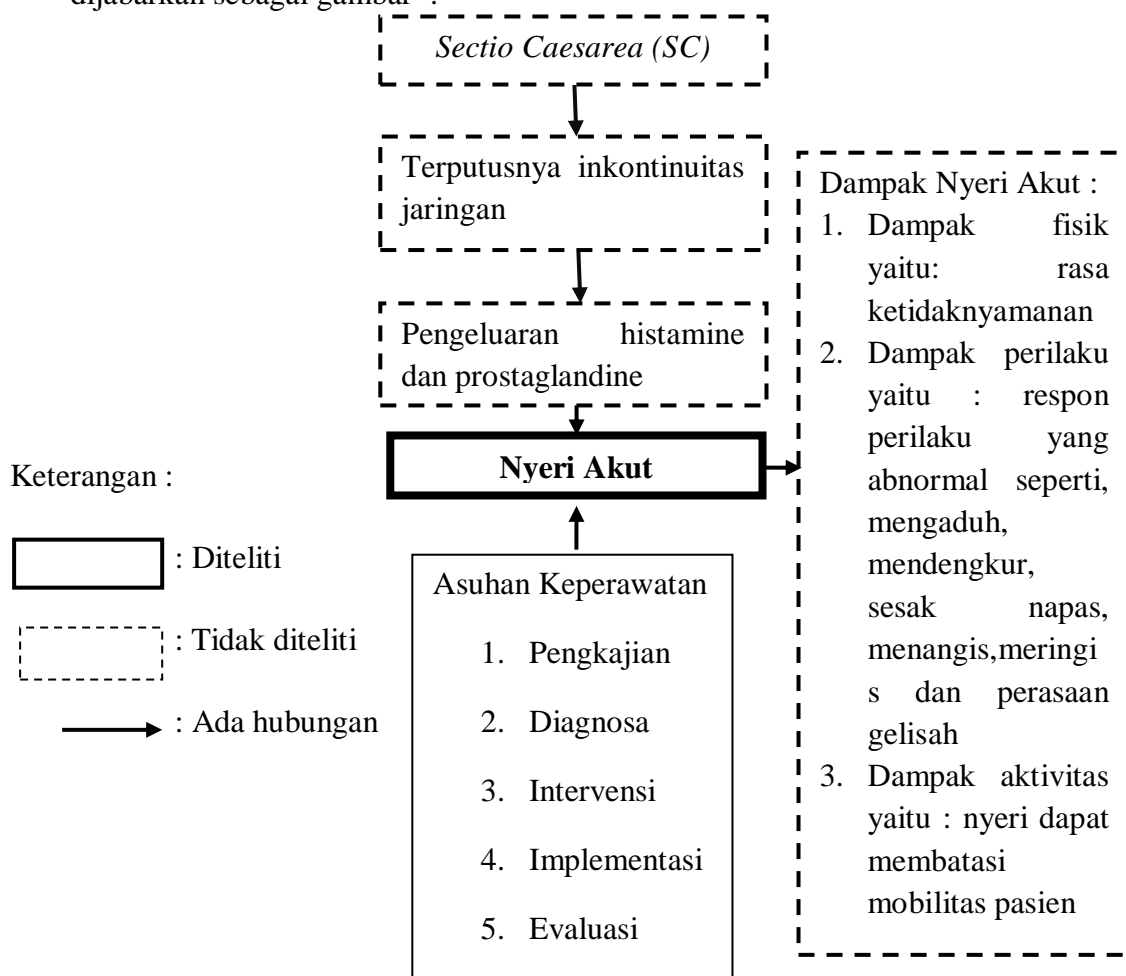 dijabarkan sebagai gambar :
Sectio Caesarea (SC)
Terputusnya inkontinuitas
jaringan
Pengeluaran histamine
dan prostaglandine
Nyeri Akut
Dampak Nyeri Akut :
1. Dampak fisik
yaitu: rasa
ketidaknyamanan
2. Dampak perilaku
yaitu : respon
perilaku yang
abnormal seperti,
mengaduh,
mendengkur,
sesak napas,
menangis,meringi
s dan perasaan
gelisah
3. Dampak aktivitas
yaitu : nyeri dapat
membatasi
mobilitas pasien
Keterangan :
: Diteliti
: Tidak diteliti
: Ada hubungan
Asuhan Keperawatan
1. Pengkajian
2. Diagnosa
3. Intervensi
4. Implementasi
5. Evaluasi